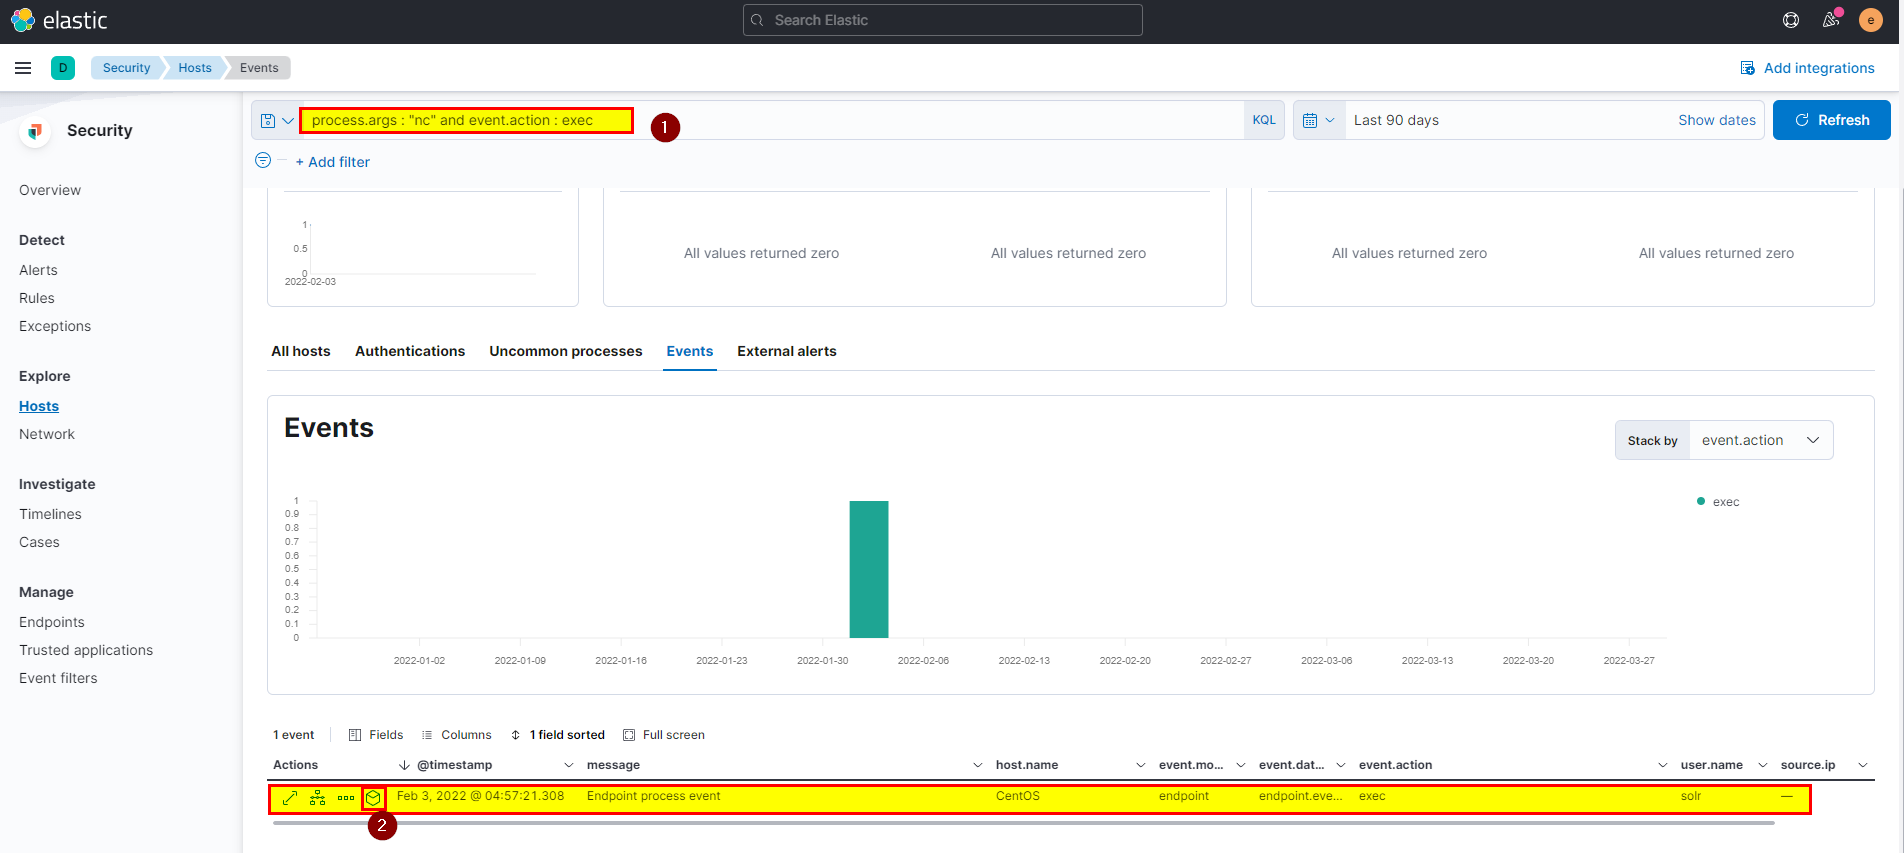 elastic
Search Elastic
e
D
Security
Hosts
Events
Add integrations
Security
process.args : "nc" and event.action : exec
1
KQL
Last 90 days
Show dates
Refresh
+ Add filter
Overview
Detect
Alerts
Rules
Exceptions
Explore
Hosts
Network
Investigate
Timelines
Cases
Manage
Endpoints
Trusted applications
Event filters
1
0.5
0
2022-02-03
All values returned zero
All values returned zero
All values returned zero
All values returned zero
All hosts
Authentications
Uncommon processes
Events
External alerts
Events
Stack by
event.action
1
0.9
0.8
0.7
0.6
0.5
0.4
0.3
0.2
0.1
0
exec
2022-01-02
2022-01-09
2022-01-16
2022-01-23
2022-01-30
2022-02-06
2022-02-13
2022-02-20
2022-02-27
2022-03-06
2022-03-13
2022-03-20
2022-03-27
1 event
Fields
Columns
1 field sorted
Full screen
Actions
@timestamp
message
host.name
event.mo...
event.dat...
event.action
user.name
source.ip
Feb 3, 2022 @ 04:57:21.308
Endpoint process event
CentOS
endpoint
endpoint.eve...
exec
solr
—
2